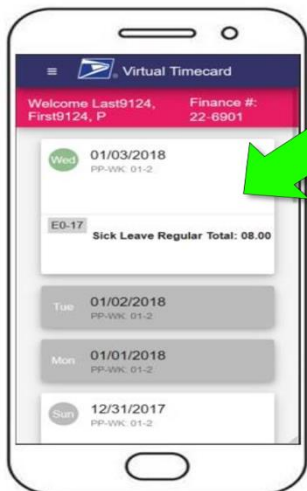 Virtual Timecard
Welcome Last9124,
First9124, P
Finance #:
22-6901
Wed
01/03/2018
PP-WK: 01-2
E0-17
Sick Leave Regular Total: 08.00
Tue
01/02/2018
PP-WK: 01-2
Mon
01/01/2018
PP-WK: 01-2
Sun
12/31/2017
PP-WK: 01-2